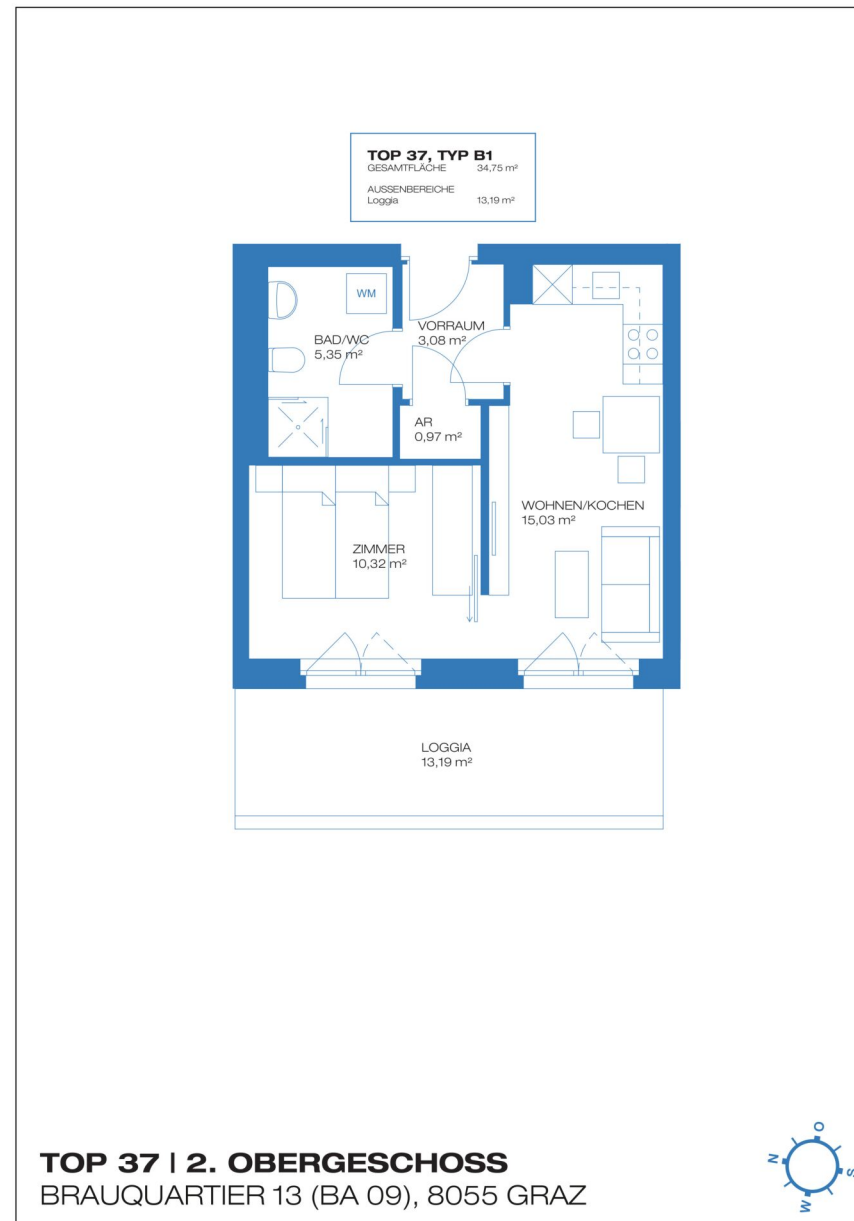 TOP 37, TYP B1
GESAMTFLÄCHE 34,75 m²
AUSSENBEREICHE
Loggia 13,19 m²
WM
VORRAUM
3,08 m²
BAD/WC
5,35 m²
AR
0,97 m²
WOHNEN/KOCHEN
15,03 m²
ZIMMER
10,32 m²
LOGGIA
13,19 m²
TOP 37 | 2. OBERGESCHOSS
BRAUQUARTIER 13 (BA 09), 8055 GRAZ
O
N
S
W